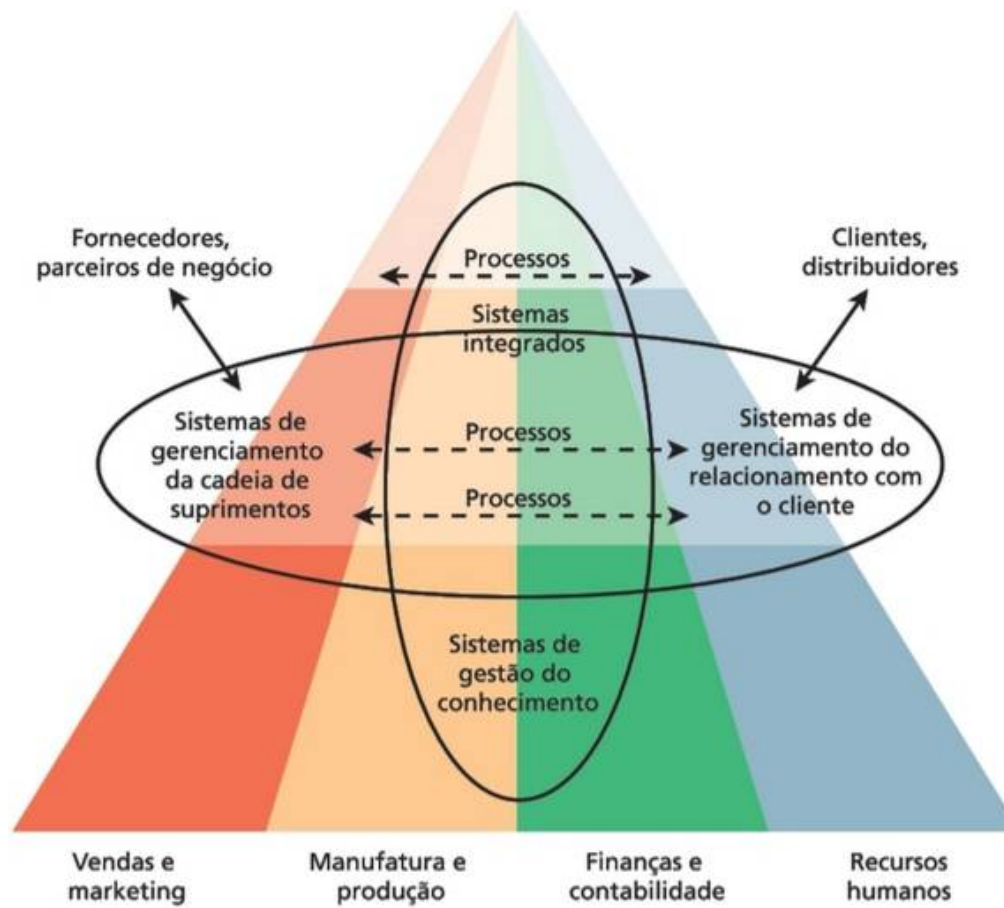 Fornecedores,
parceiros de negócio
Clientes,
distribuidores
Processos
Sistemas
integrados
Sistemas de
gerenciamento
da cadeia de
suprimentos
Processos
Processos
Sistemas de
gerenciamento do
relacionamento com
o cliente
Sistemas de
gestão do
conhecimento
Vendas e
marketing
Manufatura e
produção
Finanças e
contabilidade
Recursos
humanos